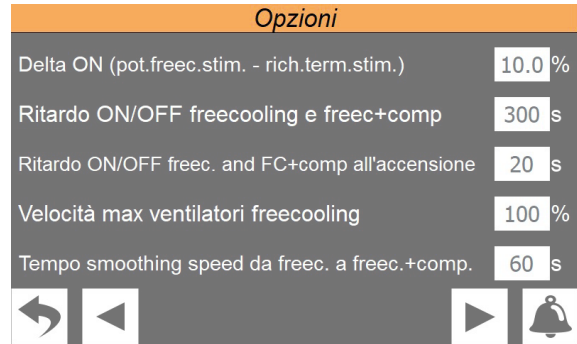 Opzioni
Delta ON (pot.freec.stim. - rich.term.stim.) 10.0 %
Ritardo ON/OFF freecooling e freec+comp 300 s
Ritardo ON/OFF freec. and FC+comp all'accensione 20 s
Velocità max ventilatori freecooling 100 %
Tempo smoothing speed da freec. a freec.+comp. 60 s